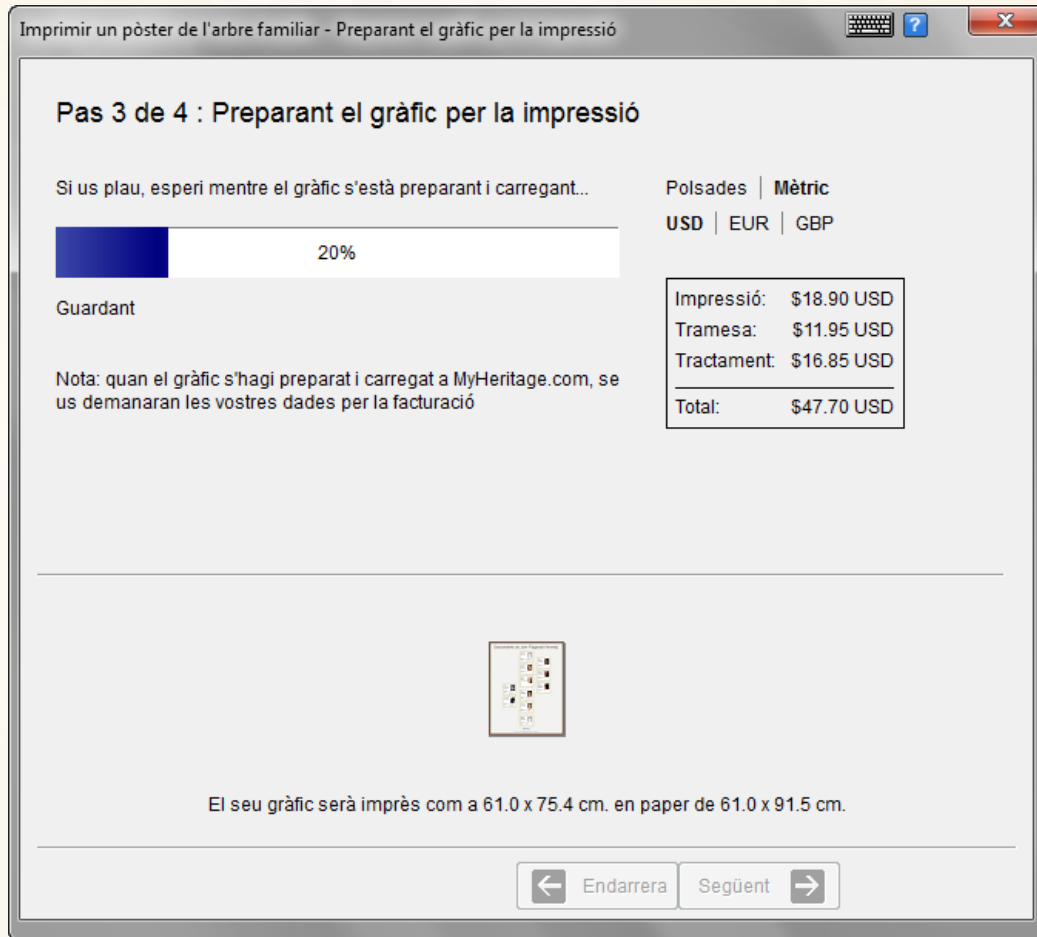 Imprimir un pòster de l'arbre familiar - Preparant el gràfic per la impressió
?
Pas 3 de 4 : Preparant el gràfic per la impressió
Si us plau, esperi mentre el gràfic s'està preparant i carregant...
20%
Guardant
Nota: quan el gràfic s'hagi preparat i carregat a MyHeritage.com, se
us demanaran les vostres dades per la facturació
Polsades | Mètric
USD | EUR | GBP
Impressió: $18.90 USD
Tramesa: $11.95 USD
Tractament: $16.85 USD
Total: $47.70 USD
El seu gràfic serà imprès com a 61.0 x 75.4 cm. en paper de 61.0 x 91.5 cm.
Endarrera
Següent